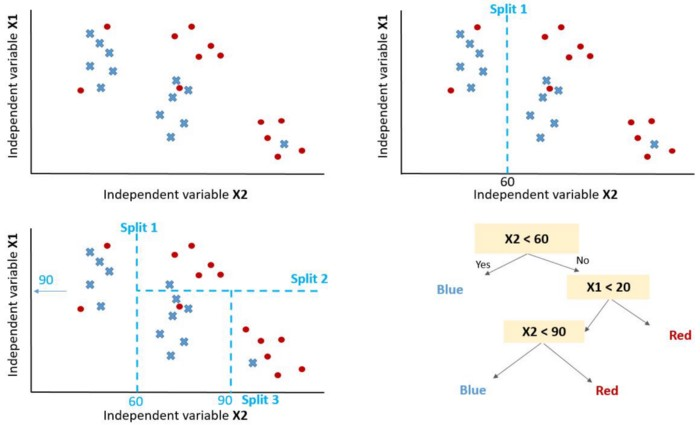 Independent variable X1
Independent variable X2
Split 1
Independent variable X1
60
Independent variable X2
Split 1
Split 2
90
Independent variable X1
60
90
Split 3
Independent variable X2
X2 < 60
Yes
No
Blue
X1 < 20
X2 < 90
Red
Blue
Red